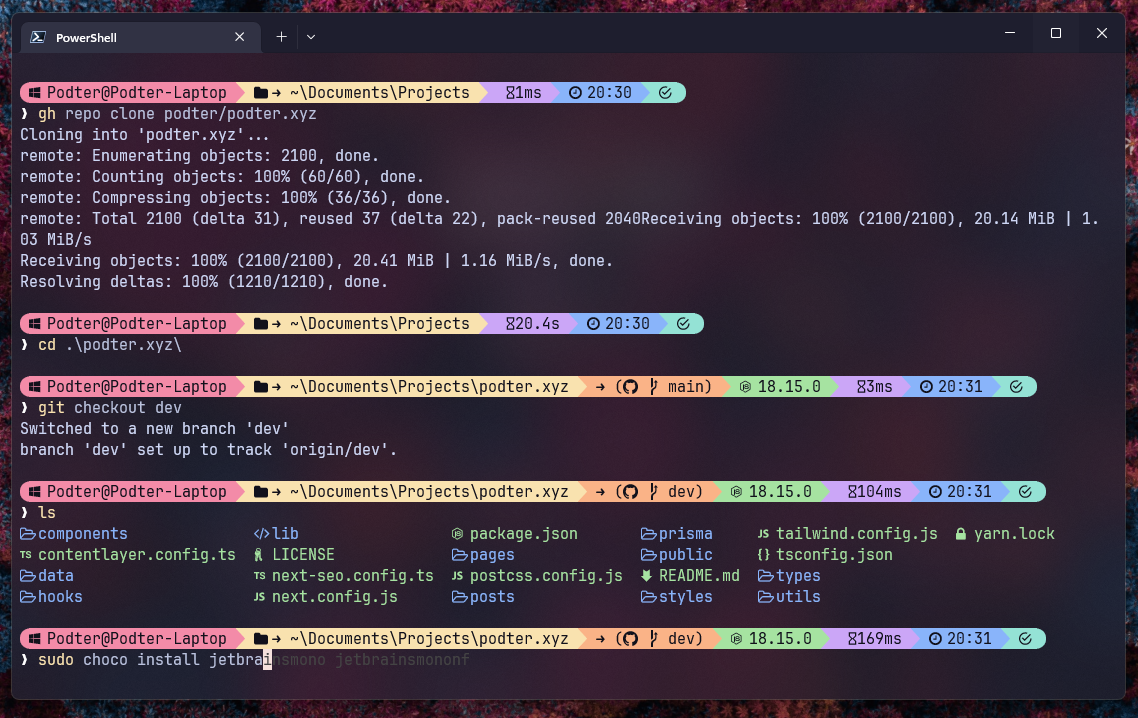 PowerShell
Podter@Podter-Laptop ➜ ~\Documents\Projects 1ms 20:30
❯ gh repo clone podter/podter.xyz
Cloning into 'podter.xyz'...
remote: Enumerating objects: 2100, done.
remote: Counting objects: 100% (60/60), done.
remote: Compressing objects: 100% (36/36), done.
remote: Total 2100 (delta 31), reused 37 (delta 22), pack-reused 2040Receiving objects: 100% (2100/2100), 20.14 MiB | 1.
03 MiB/s
Receiving objects: 100% (2100/2100), 20.41 MiB | 1.16 MiB/s, done.
Resolving deltas: 100% (1210/1210), done.
Podter@Podter-Laptop ➜ ~\Documents\Projects 20.4s 20:30
❯ cd .\podter.xyz\
Podter@Podter-Laptop ➜ ~\Documents\Projects\podter.xyz ➜ ( main) 18.15.0 3ms 20:31
❯ git checkout dev
Switched to a new branch 'dev'
branch 'dev' set up to track 'origin/dev'.
Podter@Podter-Laptop ➜ ~\Documents\Projects\podter.xyz ➜ ( dev) 18.15.0 104ms 20:31
❯ ls
components </>lib package.json prisma JS tailwind.config.js yarn.lock
TS contentlayer.config.ts LICENSE pages public {} tsconfig.json
data TS next-seo.config.ts JS postcss.config.js README.md types
hooks JS next.config.js posts styles utils
Podter@Podter-Laptop ➜ ~\Documents\Projects\podter.xyz ➜ ( dev) 18.15.0 169ms 20:31
❯ sudo choco install jetbrainsmono jetbrainsmononf